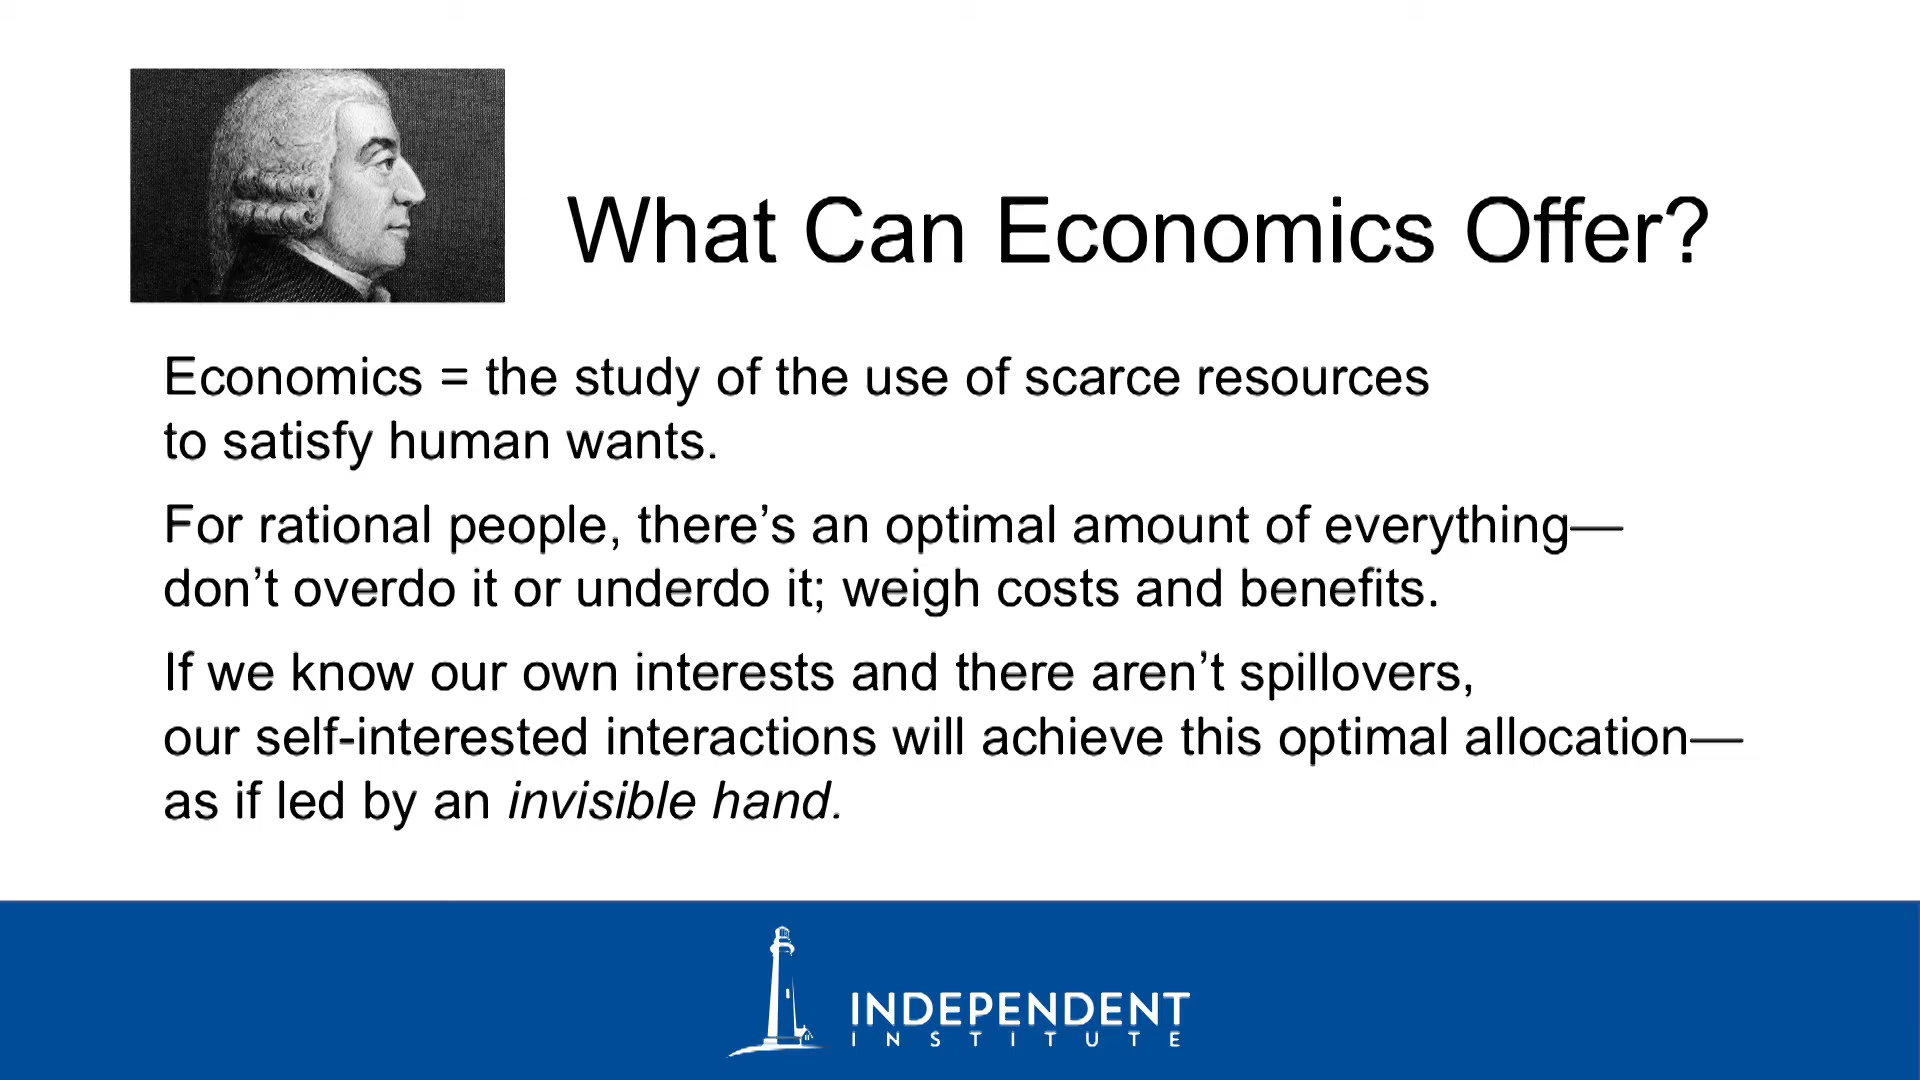 What Can Economics Offer?
Economics = the study of the use of scarce resources
to satisfy human wants.
For rational people, there’s an optimal amount of everything—
don’t overdo it or underdo it; weigh costs and benefits.
If we know our own interests and there aren’t spillovers,
our self-interested interactions will achieve this optimal allocation—
as if led by an invisible hand.
INDEPENDENT
INSTITUTE